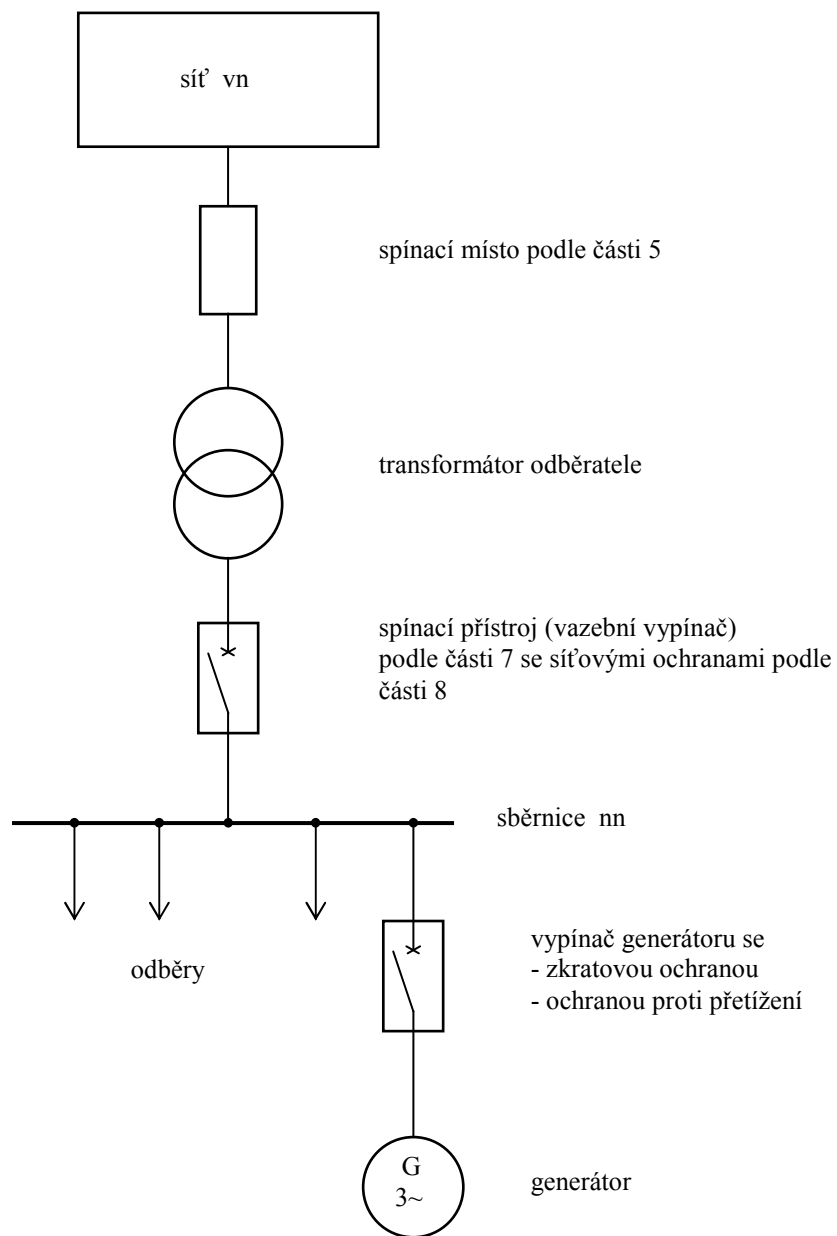 síť vn
spínací místo podle části 5
transformátor odběratele
spínací přístroj (vazební vypínač)
podle části 7 se síťovými ochranami podle
části 8
sběrnice nn
odběry
vypínač generátoru se
- zkratovou ochranou
- ochranou proti přetížení
G
3~
generátor